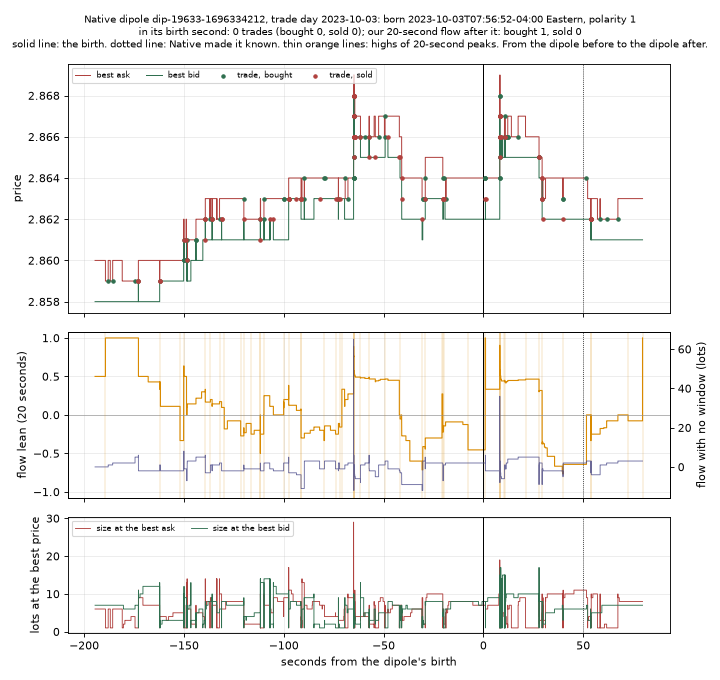 Native dipole dip-19633-1696334212, trade day 2023-10-03: born 2023-10-03T07:56:52-04:00 Eastern, polarity 1
in its birth second: 0 trades (bought 0, sold 0); our 20-second flow after it: bought 1, sold 0
solid line: the birth. dotted line: Native made it known. thin orange lines: highs of 20-second peaks. From the dipole before to the dipole after.
best ask
best bid
trade, bought
trade, sold
2.868
2.866
2.864
2.862
2.860
2.858
price
1.0
0.5
0.0
−0.5
−1.0
flow lean (20 seconds)
60
40
20
0
flow with no window (lots)
size at the best ask
size at the best bid
30
20
10
0
lots at the best price
−200
−150
−100
−50
0
50
seconds from the dipole's birth